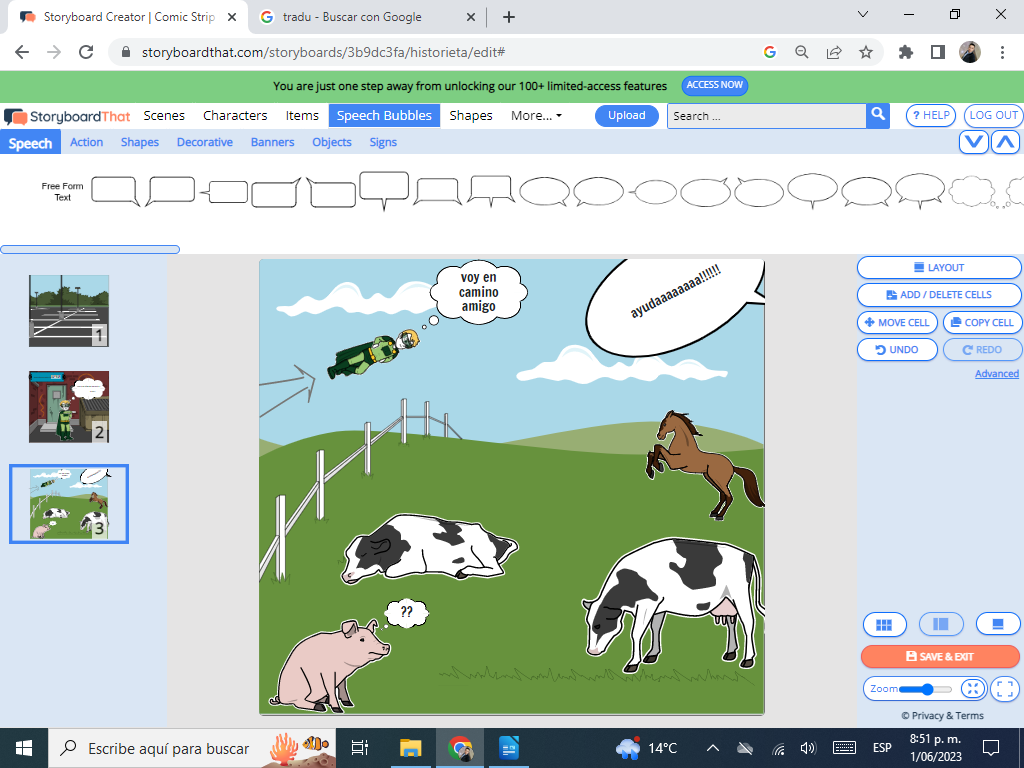 Storyboard Creator | Comic Strip
tradu - Buscar con Google
storyboardthat.com/storyboards/3b9dc3fa/historieta/edit#
You are just one step away from unlocking our 100+ limited-access features
ACCESS NOW
StoryboardThat
Scenes
Characters
Items
Speech Bubbles
Shapes
More...
Upload
Search ...
? HELP
LOG OUT
Speech
Action
Shapes
Decorative
Banners
Objects
Signs
Free Form
Text
1
2
3
voy en
camino
amigo
ayudaaaaaaaa!!!!!!
??
LAYOUT
ADD / DELETE CELLS
MOVE CELL
COPY CELL
UNDO
REDO
Advanced
SAVE & EXIT
Zoom
© Privacy & Terms
Escribe aquí para buscar
14°C
ESP
8:51 p. m.
1/06/2023